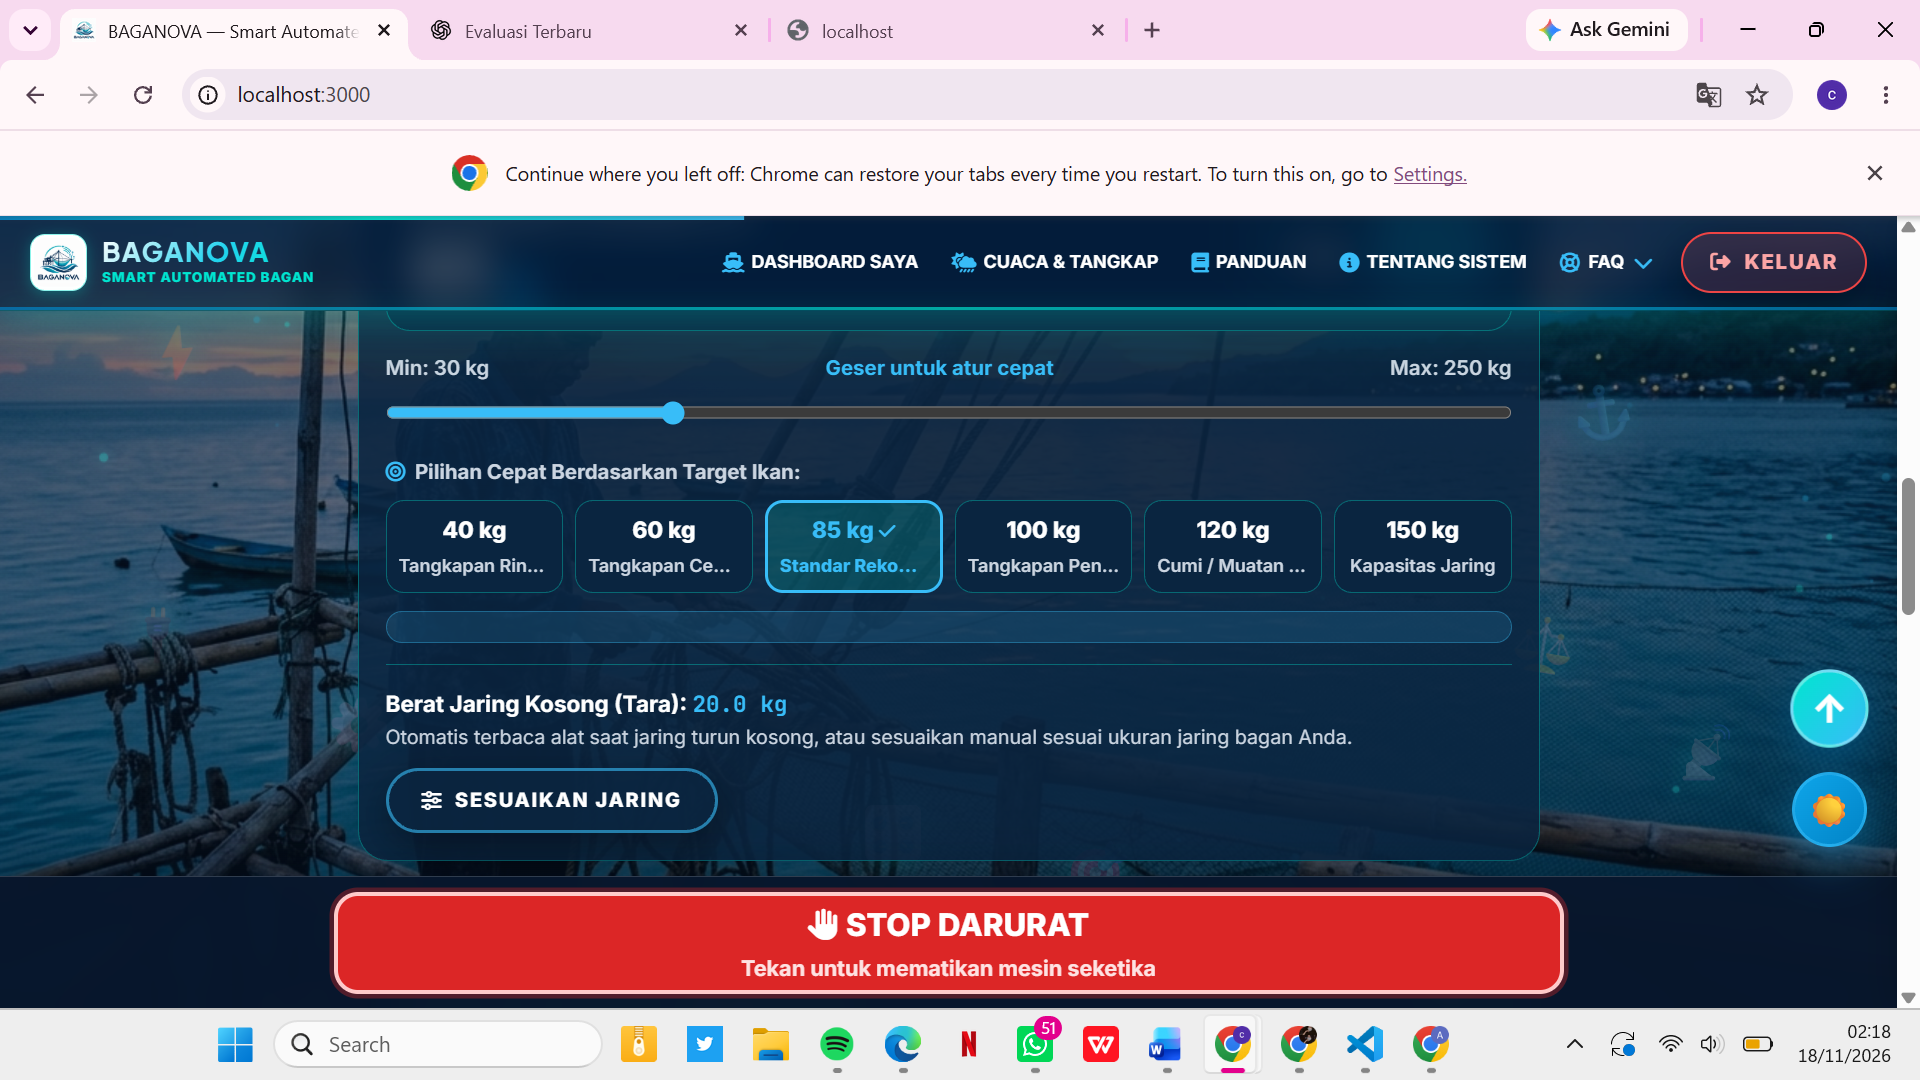 BAGANOVA — Smart Automate
Evaluasi Terbaru
localhost
Ask Gemini
localhost:3000
c
Continue where you left off: Chrome can restore your tabs every time you restart. To turn this on, go to Settings.
BAGANOVA
BAGANOVA
SMART AUTOMATED BAGAN
DASHBOARD SAYA
CUACA & TANGKAP
PANDUAN
TENTANG SISTEM
FAQ
KELUAR
Min: 30 kg
Geser untuk atur cepat
Max: 250 kg
Pilihan Cepat Berdasarkan Target Ikan:
40 kg
Tangkapan Rin...
60 kg
Tangkapan Ce...
85 kg
Standar Reko...
100 kg
Tangkapan Pen...
120 kg
Cumi / Muatan ...
150 kg
Kapasitas Jaring
Berat Jaring Kosong (Tara): 20.0 kg
Otomatis terbaca alat saat jaring turun kosong, atau sesuaikan manual sesuai ukuran jaring bagan Anda.
SESUAIKAN JARING
STOP DARURAT
Tekan untuk mematikan mesin seketika
Search
N
51
W
W
c
A
02:18
18/11/2026